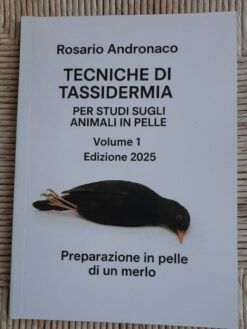 Rosario Andronaco
TECNICHE DI
TASSIDERMIA
PER STUDI SUGLI
ANIMALI IN PELLE
Volume 1
Edizione 2025
Preparazione in pelle
di un merlo